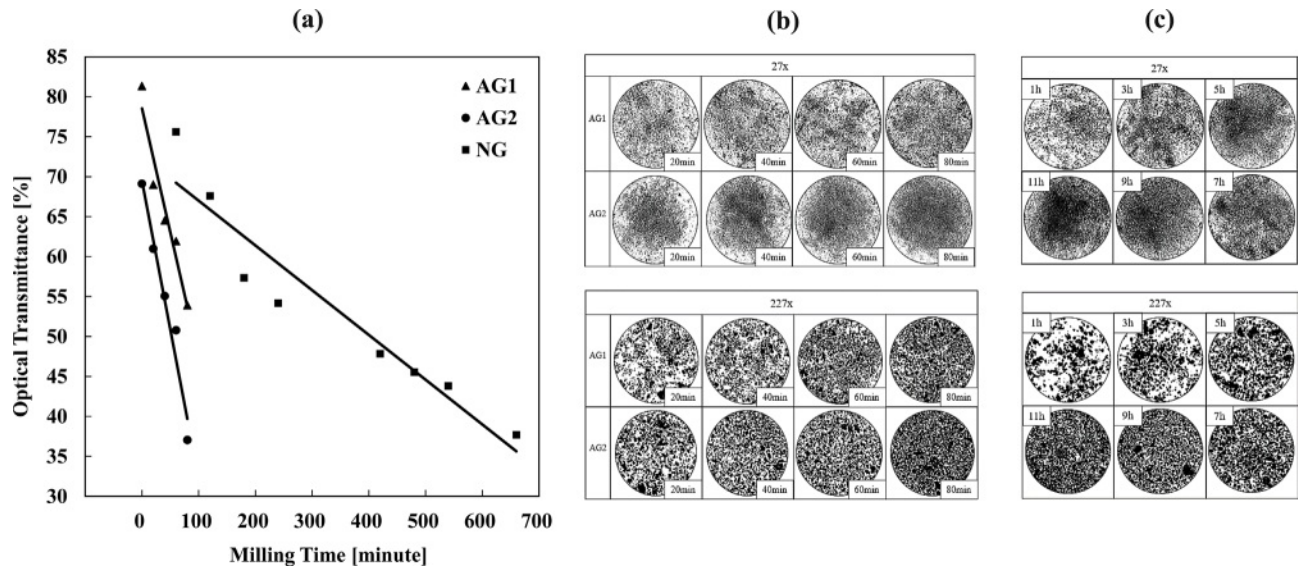 (a)
85
80
75
70
65
60
55
50
45
40
35
30
Optical Transmittance [%]
0 100 200 300 400 500 600 700
Milling Time [minute]
AG1
AG2
NG
(b)
27x
AG1
20min 40min 60min 80min
AG2
20min 40min 60min 80min
227x
AG1
20min 40min 60min 80min
AG2
20min 40min 60min 80min
(c)
27x
1h 3h 5h
11h 9h 7h
227x
1h 3h 5h
11h 9h 7h